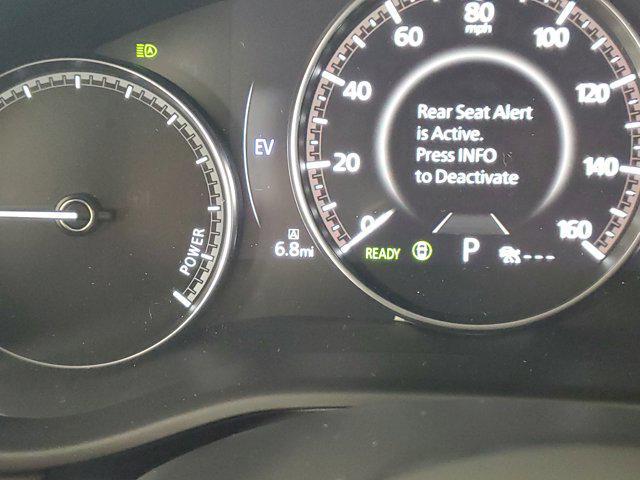 80
mph
60
100
40
120
Rear Seat Alert
is Active.
Press INFO
to Deactivate
EV
20
140
0
160
A
6.8mi
READY
P
---
POWER
A